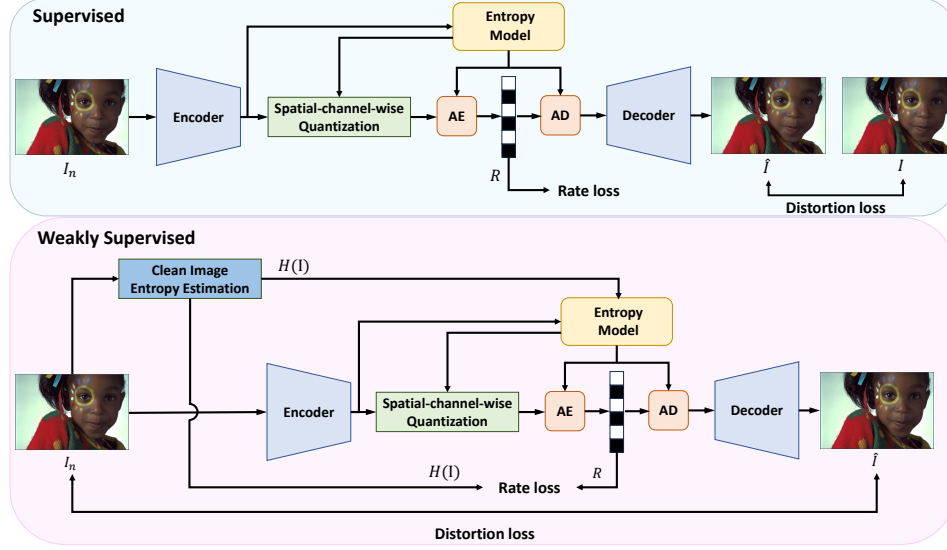 Supervised
Entropy
Model
Encoder
Spatial-channel-wise
Quantization
AE
AD
Decoder
I_n
R
Rate loss
Î
I
Distortion loss
Weakly Supervised
Clean Image
Entropy Estimation
H(I)
Entropy
Model
Encoder
Spatial-channel-wise
Quantization
AE
AD
Decoder
I_n
H(I)
Rate loss
R
Î
Distortion loss